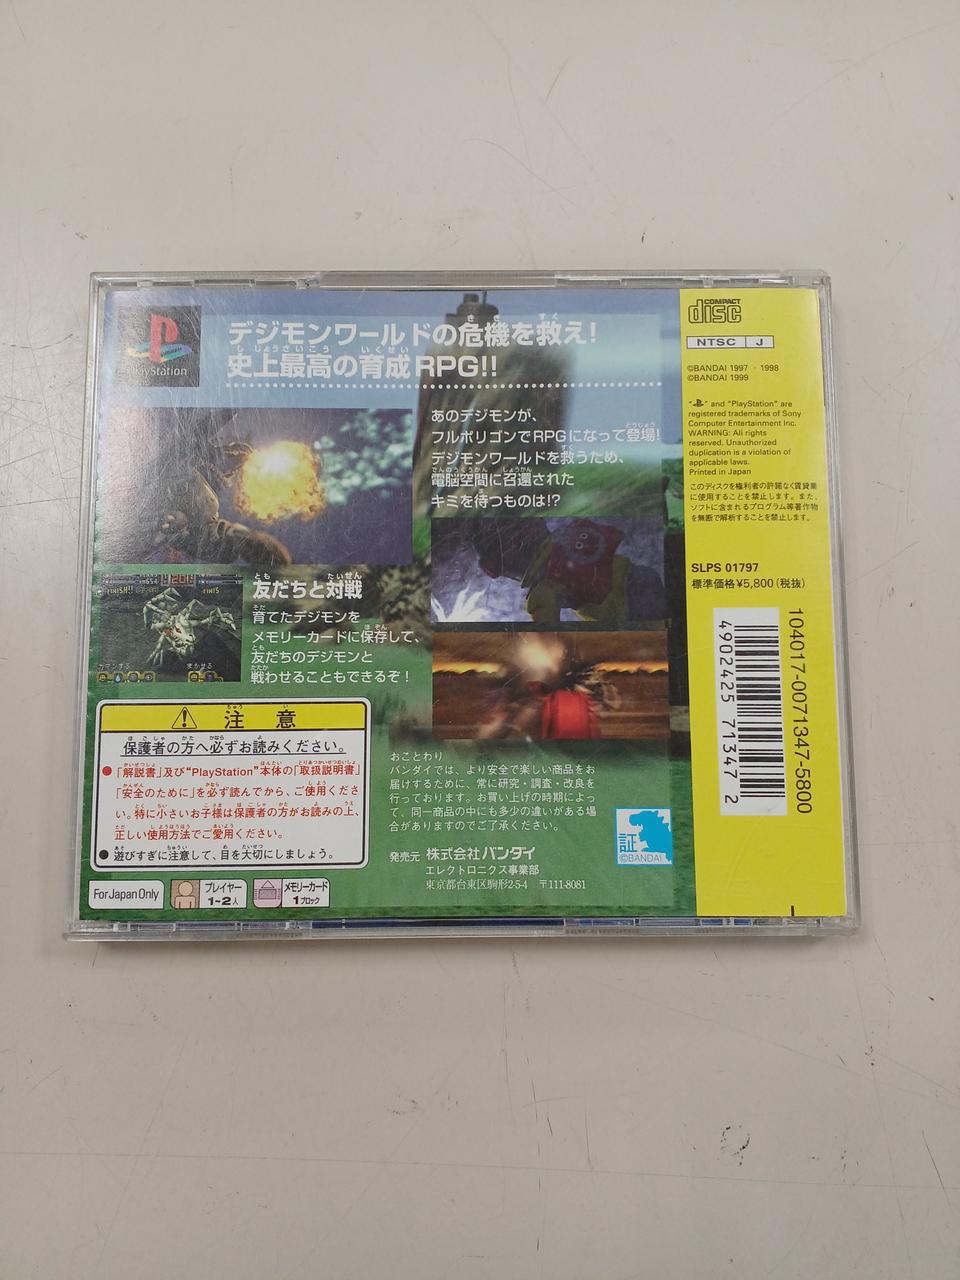 PlayStation
デジモンワールドの危機を救え!
史上最高の育成RPG!!
あのデジモンが、
フルポリゴンでRPGになって登場!
デジモンワールドを救うため、
電脳空間に召還された
キミを待つものは!?
友だちと対戦
育てたデジモンを
メモリーカードに保存して、
友だちのデジモンと
戦わせることもできるぞ!
注意
保護者の方へ必ずお読みください。
●「解説書」及び“PlayStation”本体の「取扱説明書」
「安全のために」を必ず読んでから、ご使用くださ
い。特に小さいお子様は保護者の方がお読みの上、
正しい使用方法でご愛用ください。
●遊びすぎに注意して、目を大切にしましょう。
For Japan Only
プレイヤー
1~2人
メモリーカード
1ブロック
おことわり
バンダイでは、より安全で楽しい商品をお
届けするために、常に研究・調査・改良を
行っております。お買い上げの時期によっ
て、同一商品の中にも多少の違いがある場
合がありますのでご了承ください。
発売元 株式会社バンダイ
エレクトロニクス事業部
東京都台東区駒形2-5-4 〒111-8081
証
©BANDAI
COMPACT
disc
NTSC J
©BANDAI 1997・1998
©BANDAI 1999
"PS" and "PlayStation" are
registered trademarks of Sony
Computer Entertainment Inc.
WARNING: All rights
reserved. Unauthorized
duplication is a violation of
applicable laws.
Printed in Japan
このディスクを権利者の許諾なく賃貸業
に使用することを禁止します。また、
ソフトに含まれるプログラム等著作物
を無断で解析することを禁止します。
SLPS 01797
標準価格¥5,800(税抜)
104017-0071347-5800
4902425 71347 2